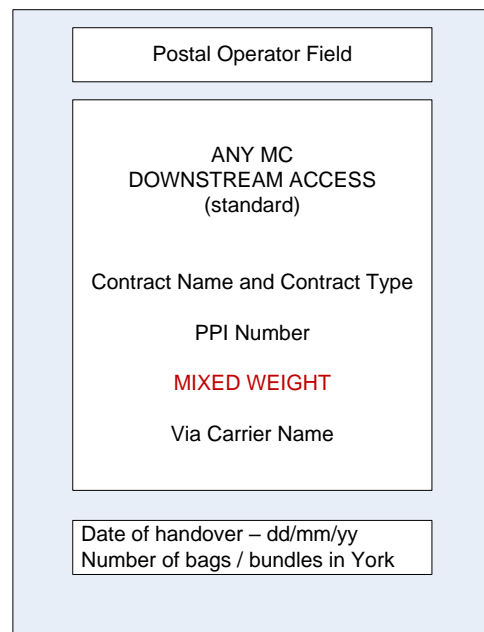 Postal Operator Field
ANY MC
DOWNSTREAM ACCESS
(standard)
Contract Name and Contract Type
PPI Number
MIXED WEIGHT
Via Carrier Name
Date of handover – dd/mm/yy
Number of bags / bundles in York